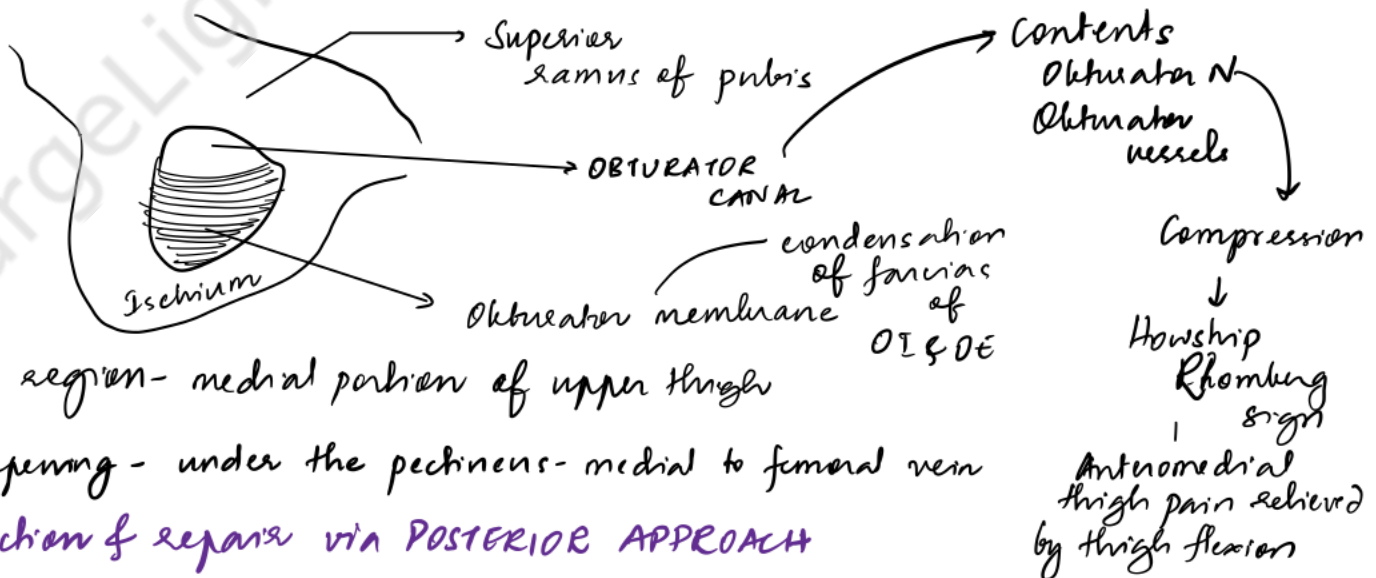 Superior
ramus of pubis
OBTURATOR
CANAL
Contents
Obturator N
Obturator
vessels
Compression
Howship
Rhomberg
sign
Anteromedial
thigh pain relieved
by thigh flexion
Ischium
Obturator membrane
condensation
of fascias
of
OI & OE
region - medial portion of upper thigh
pening - under the pectineus - medial to femoral vein
ction & repair via POSTERIOR APPROACH